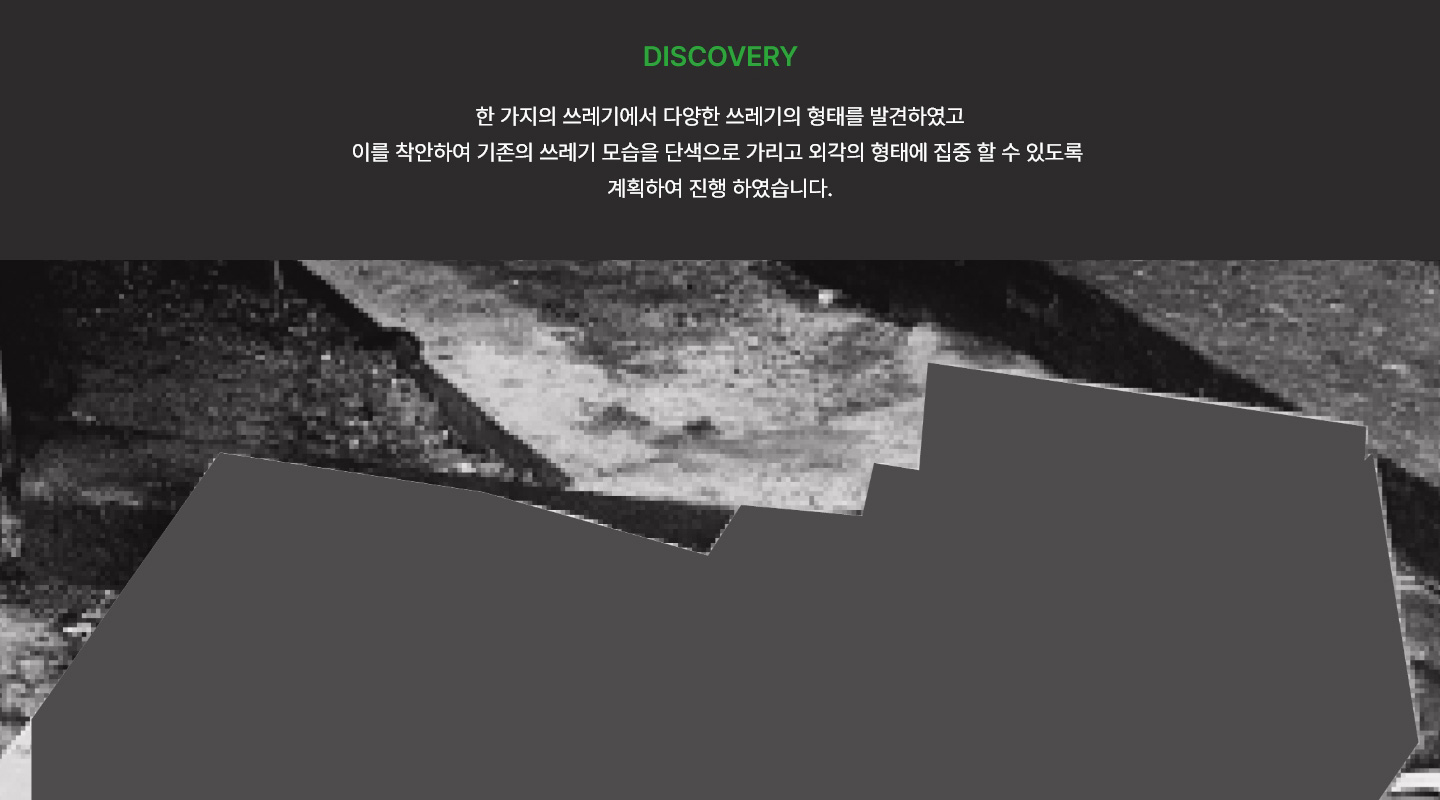 DISCOVERY
한 가지의 쓰레기에서 다양한 쓰레기의 형태를 발견하였고
이를 착안하여 기존의 쓰레기 모습을 단색으로 가리고 외각의 형태에 집중 할 수 있도록
계획하여 진행 하였습니다.